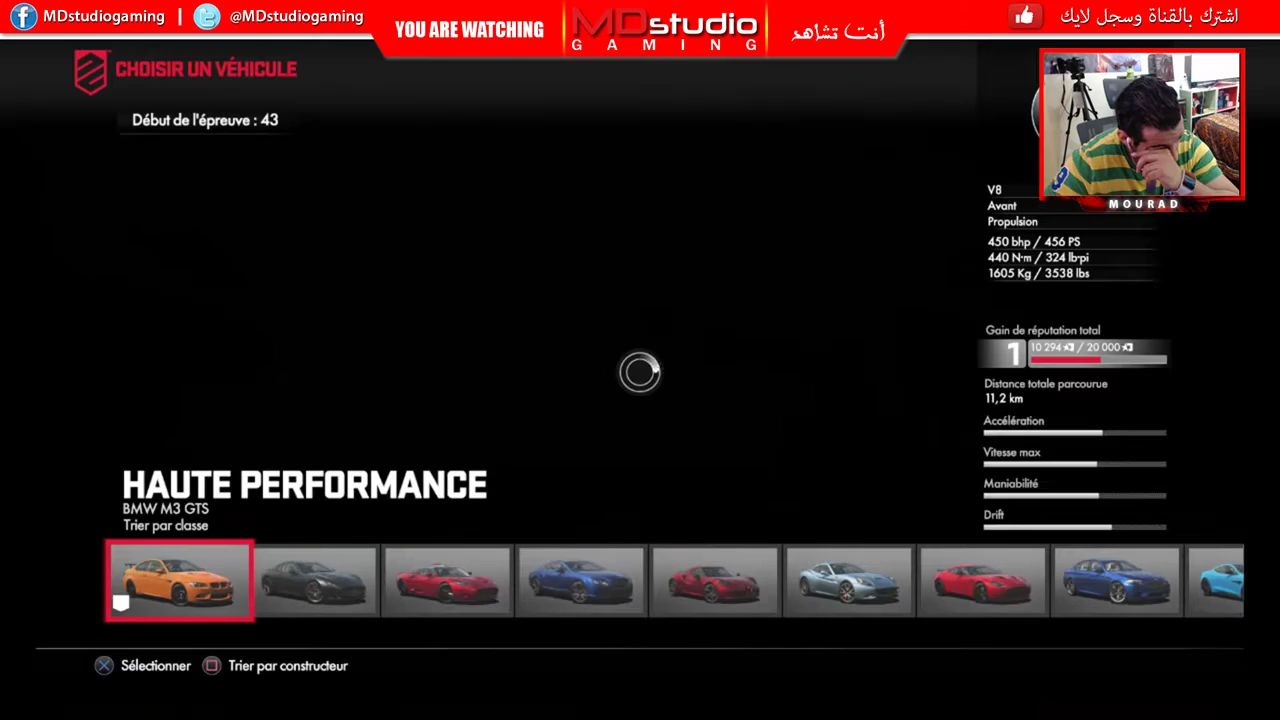 MDstudiogaming | @MDstudiogaming
YOU ARE WATCHING
MDstudio
GAMING
أنت تشاهد
اشترك بالقناة وسجل لايك
CHOISIR UN VÉHICULE
Début de l'épreuve : 43
MOURAD
V8
Avant
Propulsion
450 bhp / 456 PS
440 N·m / 324 lb·pi
1605 Kg / 3538 lbs
Gain de réputation total
1
10 294 / 20 000
Distance totale parcourue
11,2 km
Accélération
Vitesse max
Maniabilité
Drift
HAUTE PERFORMANCE
BMW M3 GTS
Trier par classe
Sélectionner
Trier par constructeur